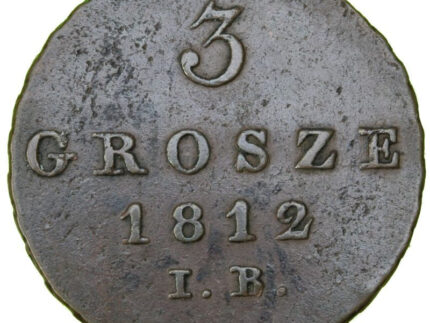 3
GROSZE
1812
I. B.